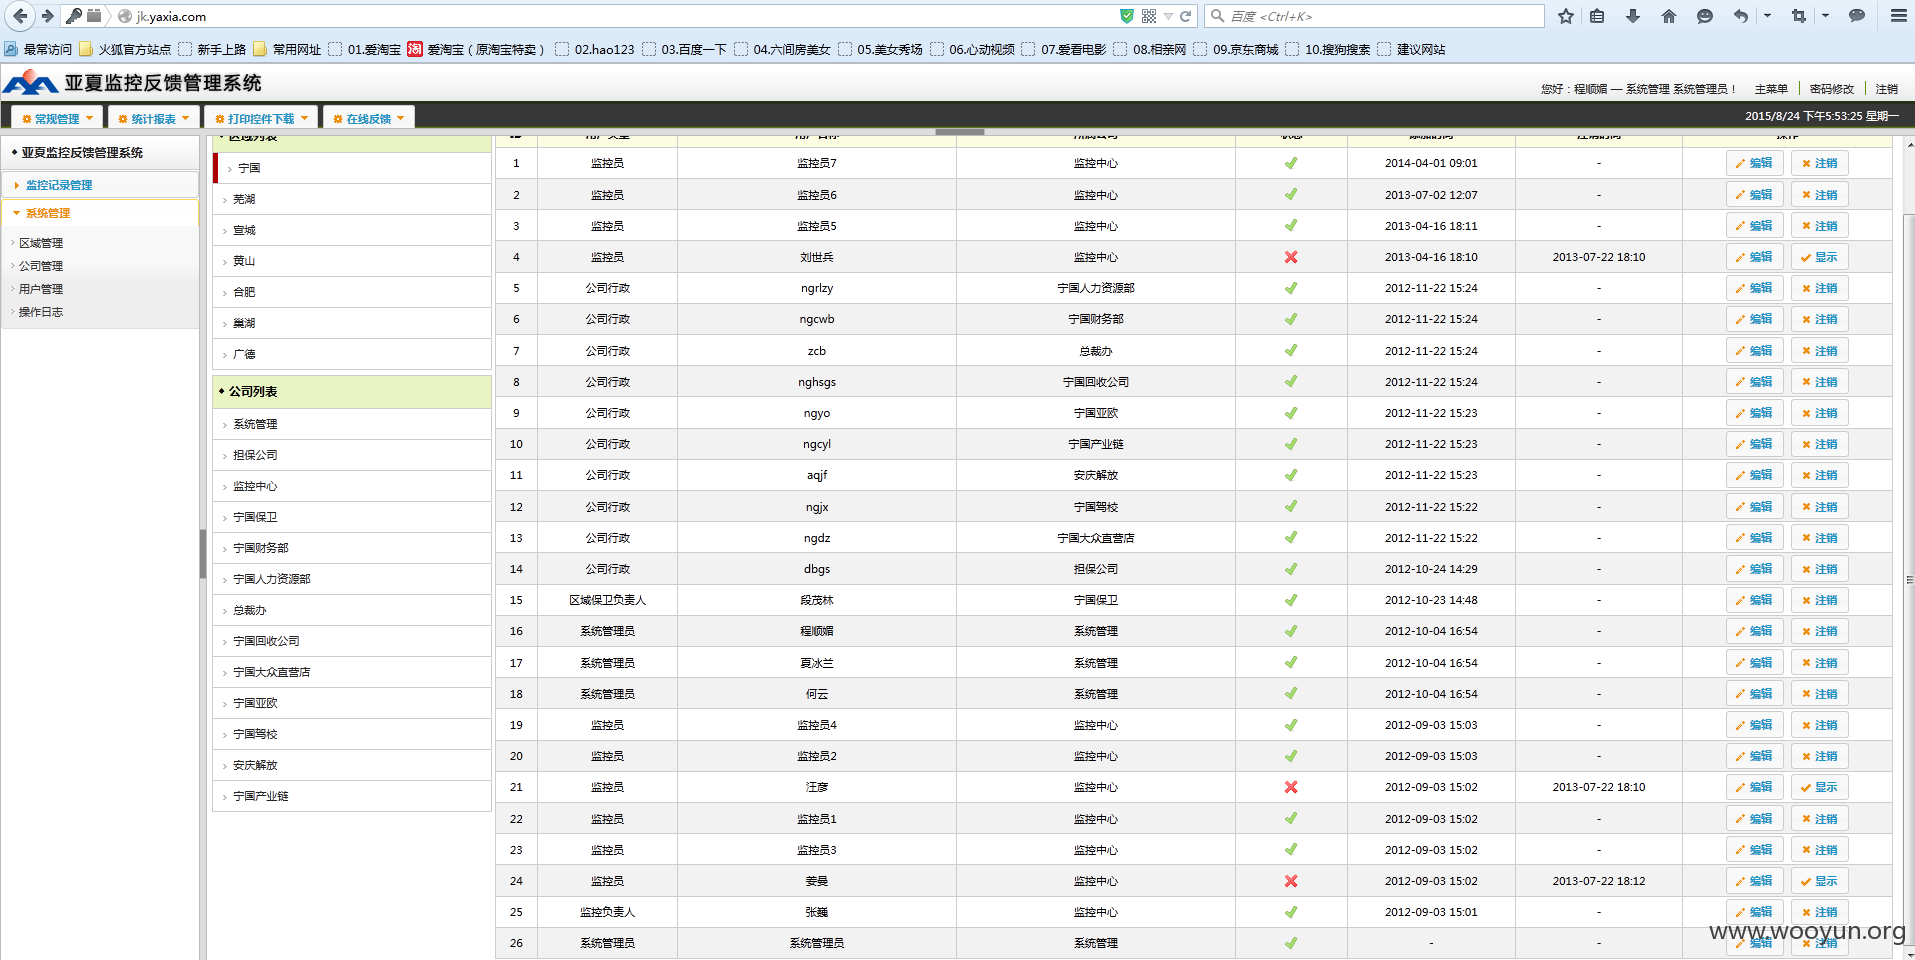 jk.yaxia.com
百度 <Ctrl+K>
最常访问 火狐官方站点 新手上路 常用网址 01.爱淘宝 淘 爱淘宝（原淘宝特卖） 02.hao123 03.百度一下 04.六间房美女 05.美女秀场 06.心动视频 07.爱看电影 08.相亲网 09.京东商城 10.搜狗搜索 建议网站
亚夏监控反馈管理系统
您好：程顺媚 — 系统管理 系统管理员！ 主菜单 密码修改 注销
常规管理 统计报表 打印控件下载 在线反馈
2015/8/24 下午5:53:25 星期一
亚夏监控反馈管理系统
监控记录管理
系统管理
区域管理
公司管理
用户管理
操作日志
区域列表
宁国
芜湖
宣城
黄山
合肥
巢湖
广德
公司列表
系统管理
担保公司
监控中心
宁国保卫
宁国财务部
宁国人力资源部
总裁办
宁国回收公司
宁国大众直营店
宁国亚欧
宁国驾校
安庆解放
宁国产业链
1 监控员 监控员7 监控中心 2014-04-01 09:01 - 编辑 注销
2 监控员 监控员6 监控中心 2013-07-02 12:07 - 编辑 注销
3 监控员 监控员5 监控中心 2013-04-16 18:11 - 编辑 注销
4 监控员 刘世兵 监控中心 2013-04-16 18:10 2013-07-22 18:10 编辑 显示
5 公司行政 ngrlzy 宁国人力资源部 2012-11-22 15:24 - 编辑 注销
6 公司行政 ngcwb 宁国财务部 2012-11-22 15:24 - 编辑 注销
7 公司行政 zcb 总裁办 2012-11-22 15:24 - 编辑 注销
8 公司行政 nghsgs 宁国回收公司 2012-11-22 15:24 - 编辑 注销
9 公司行政 ngyo 宁国亚欧 2012-11-22 15:23 - 编辑 注销
10 公司行政 ngcyl 宁国产业链 2012-11-22 15:23 - 编辑 注销
11 公司行政 aqjf 安庆解放 2012-11-22 15:23 - 编辑 注销
12 公司行政 ngjx 宁国驾校 2012-11-22 15:22 - 编辑 注销
13 公司行政 ngdz 宁国大众直营店 2012-11-22 15:22 - 编辑 注销
14 公司行政 dbgs 担保公司 2012-10-24 14:29 - 编辑 注销
15 区域保卫负责人 段茂林 宁国保卫 2012-10-23 14:48 - 编辑 注销
16 系统管理员 程顺媚 系统管理 2012-10-04 16:54 - 编辑 注销
17 系统管理员 夏冰兰 系统管理 2012-10-04 16:54 - 编辑 注销
18 系统管理员 何云 系统管理 2012-10-04 16:54 - 编辑 注销
19 监控员 监控员4 监控中心 2012-09-03 15:03 - 编辑 注销
20 监控员 监控员2 监控中心 2012-09-03 15:03 - 编辑 注销
21 监控员 汪彦 监控中心 2012-09-03 15:02 2013-07-22 18:10 编辑 显示
22 监控员 监控员1 监控中心 2012-09-03 15:02 - 编辑 注销
23 监控员 监控员3 监控中心 2012-09-03 15:02 - 编辑 注销
24 监控员 姜曼 监控中心 2012-09-03 15:02 2013-07-22 18:12 编辑 显示
25 监控负责人 张巍 监控中心 2012-09-03 15:01 - 编辑 注销
26 系统管理员 系统管理员 系统管理 - - 编辑 注销
www.wooyun.org